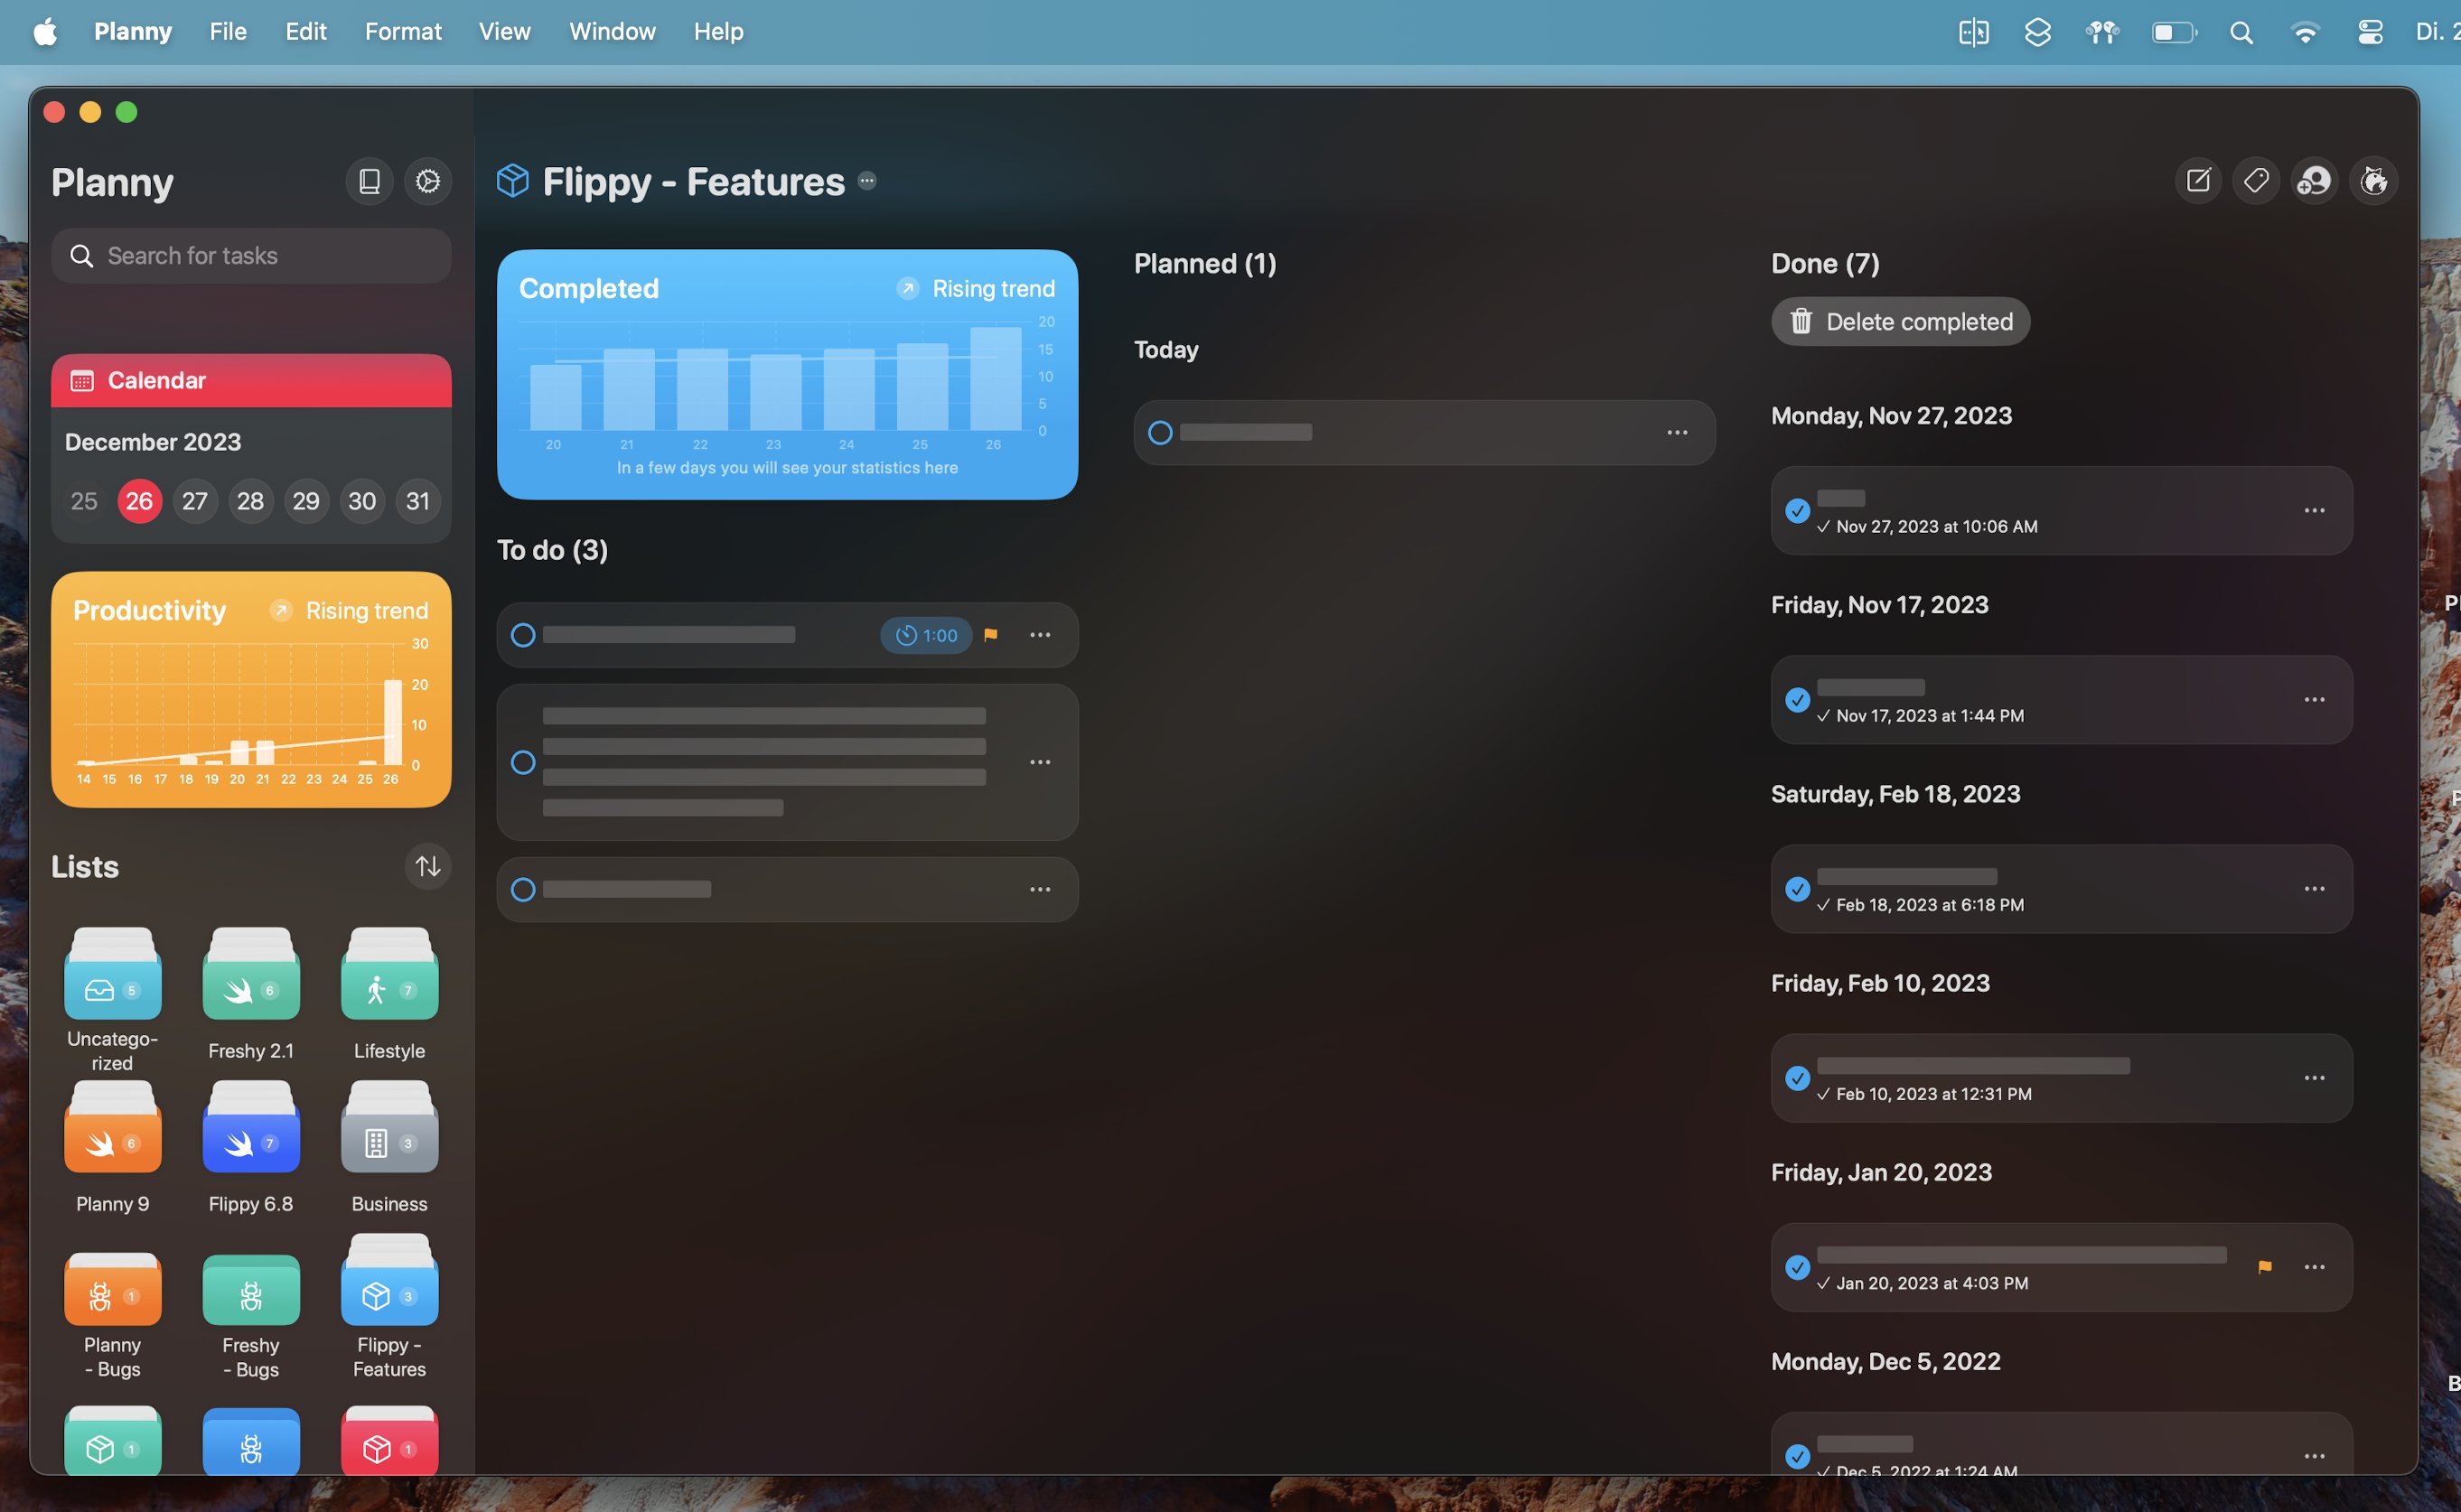 Planny File Edit Format View Window Help
Di. 2
Planny
Search for tasks
Calendar
December 2023
25 26 27 28 29 30 31
Productivity
Rising trend
30
20
10
0
14 15 16 17 18 19 20 21 22 23 24 25 26
Lists
5
Uncatego-
rized
6
Freshy 2.1
7
Lifestyle
6
Planny 9
7
Flippy 6.8
3
Business
1
Planny
- Bugs
Freshy
- Bugs
3
Flippy -
Features
1
1
Flippy - Features
Completed
Rising trend
20
15
10
5
0
20 21 22 23 24 25 26
In a few days you will see your statistics here
To do (3)
1:00
Planned (1)
Today
Done (7)
Delete completed
Monday, Nov 27, 2023
✓ Nov 27, 2023 at 10:06 AM
Friday, Nov 17, 2023
✓ Nov 17, 2023 at 1:44 PM
Saturday, Feb 18, 2023
✓ Feb 18, 2023 at 6:18 PM
Friday, Feb 10, 2023
✓ Feb 10, 2023 at 12:31 PM
Friday, Jan 20, 2023
✓ Jan 20, 2023 at 4:03 PM
Monday, Dec 5, 2022
✓ Dec 5, 2022 at 1:24 AM